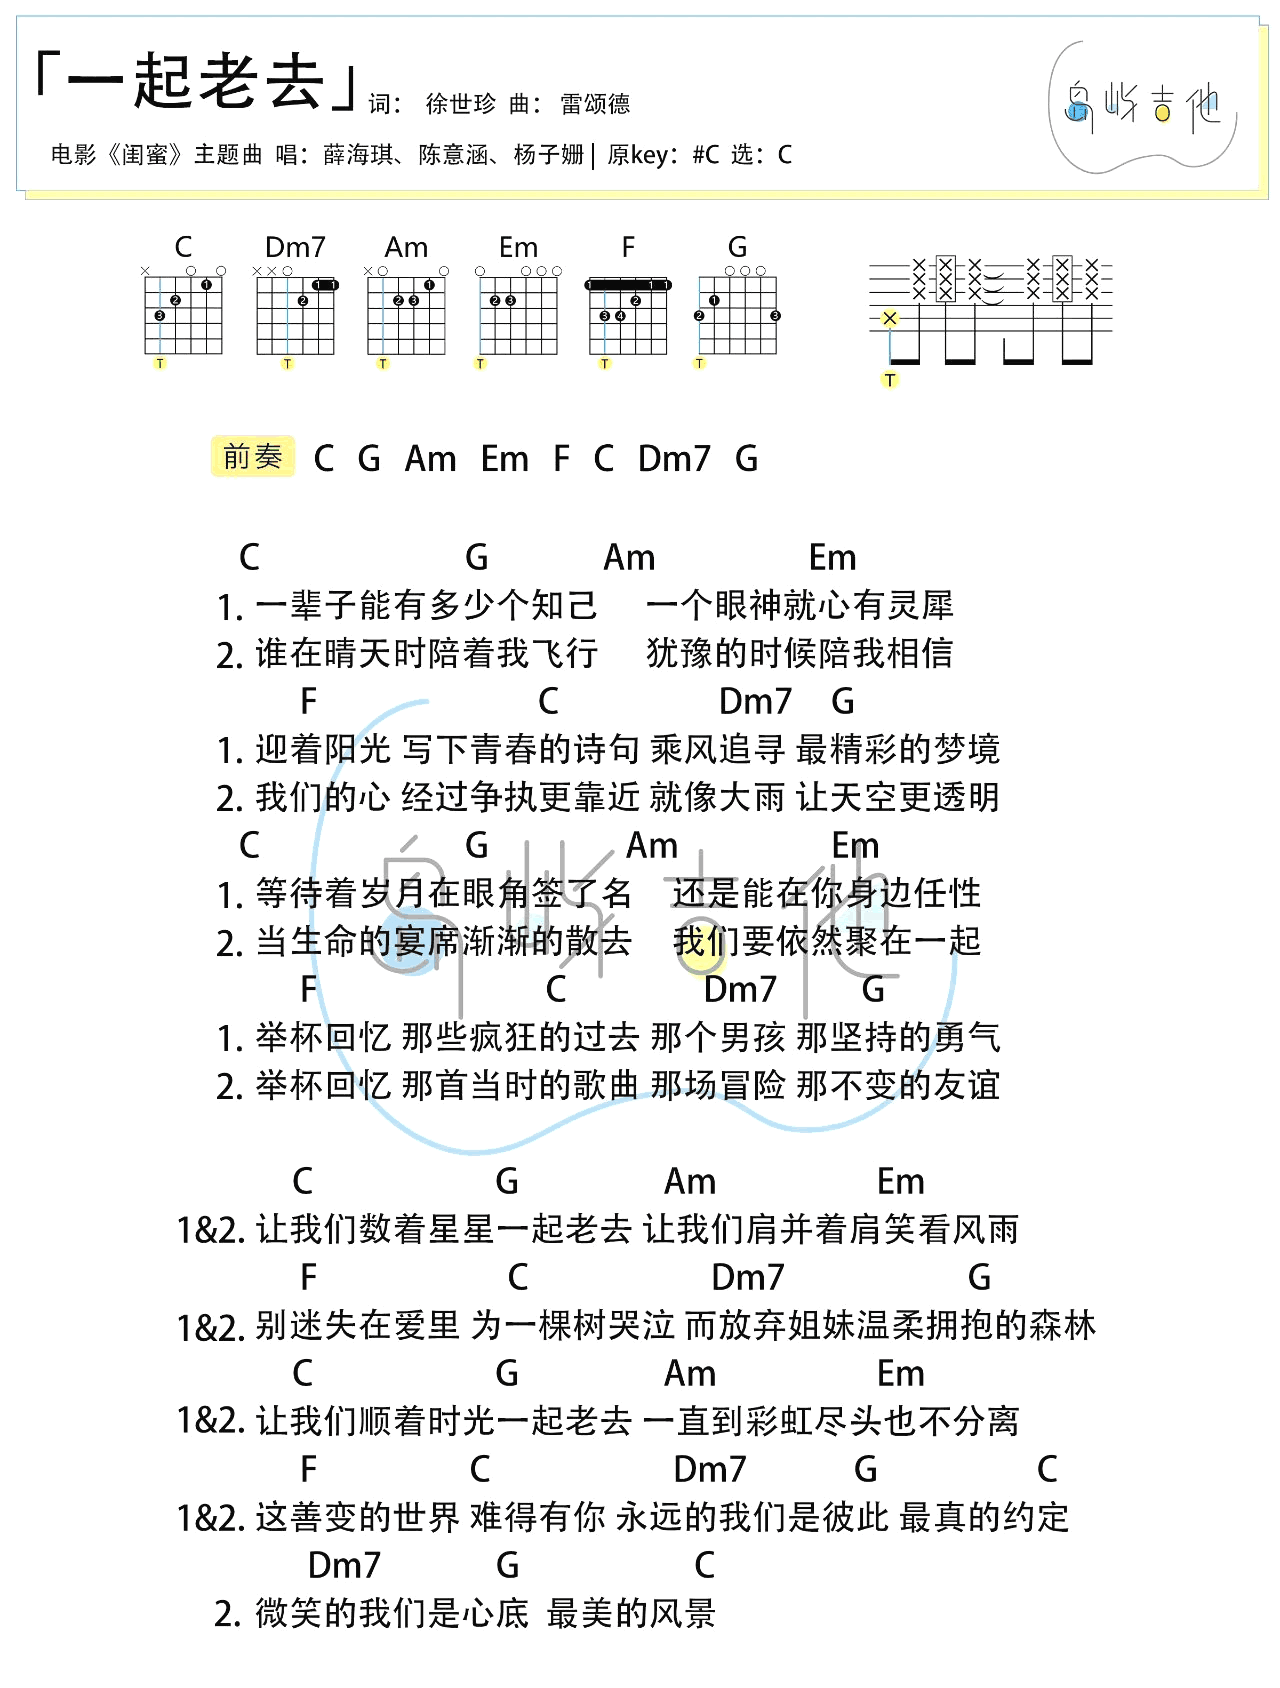 「一起老去」词： 徐世珍 曲： 雷颂德
电影《闺蜜》主题曲 唱：薛海琪、陈意涵、杨子姗| 原key：#C 选：C
鸟屿吉他
C Dm7 Am Em F G
T T T T T T
T
前奏 C G Am Em F C Dm7 G
C G Am Em
1. 一辈子能有多少个知己 一个眼神就心有灵犀
2. 谁在晴天时陪着我飞行 犹豫的时候陪我相信
F C Dm7 G
1. 迎着阳光 写下青春的诗句 乘风追寻 最精彩的梦境
2. 我们的心 经过争执更靠近 就像大雨 让天空更透明
C G Am Em
1. 等待着岁月在眼角签了名 还是能在你身边任性
2. 当生命的宴席渐渐的散去 我们要依然聚在一起
F C Dm7 G
1. 举杯回忆 那些疯狂的过去 那个男孩 那坚持的勇气
2. 举杯回忆 那首当时的歌曲 那场冒险 那不变的友谊
C G Am Em
1&2. 让我们数着星星一起老去 让我们肩并着肩笑看风雨
F C Dm7 G
1&2. 别迷失在爱里 为一棵树哭泣 而放弃姐妹温柔拥抱的森林
C G Am Em
1&2. 让我们顺着时光一起老去 一直到彩虹尽头也不分离
F C Dm7 G C
1&2. 这善变的世界 难得有你 永远的我们是彼此 最真的约定
Dm7 G C
2. 微笑的我们是心底 最美的风景